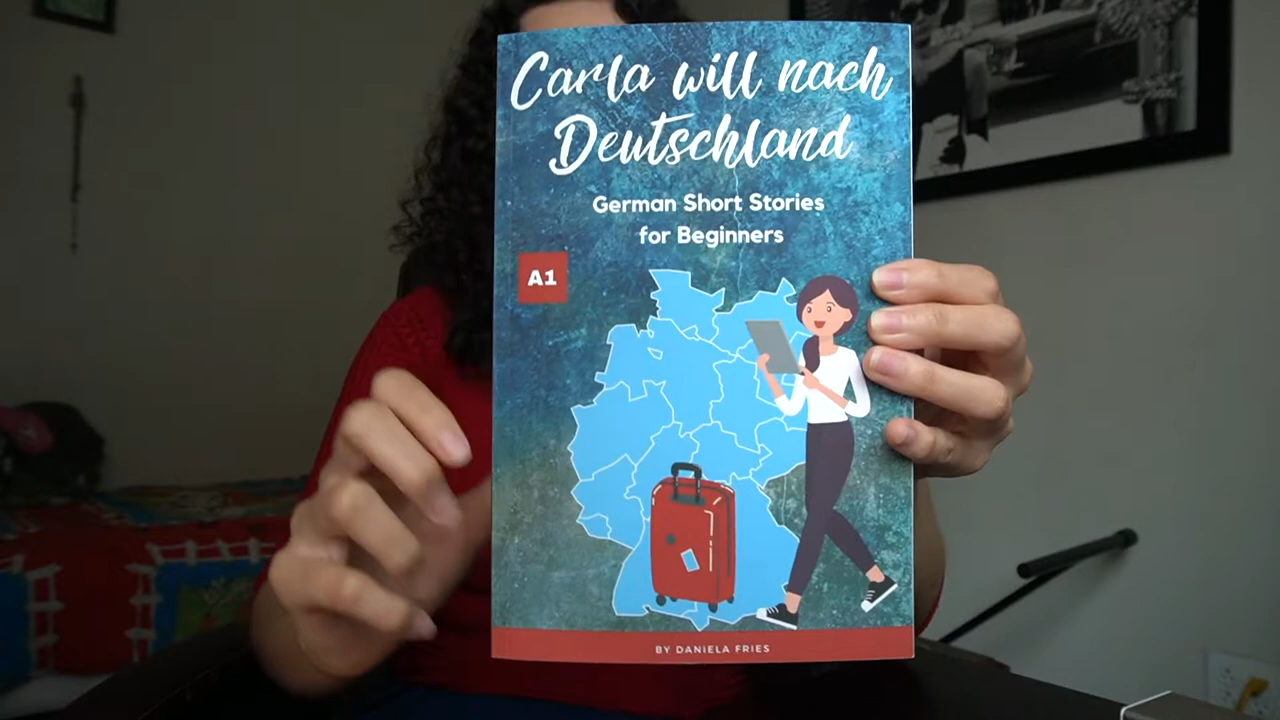 Carla will nach
Deutschland
German Short Stories
for Beginners
A1
BY DANIELA FRIES